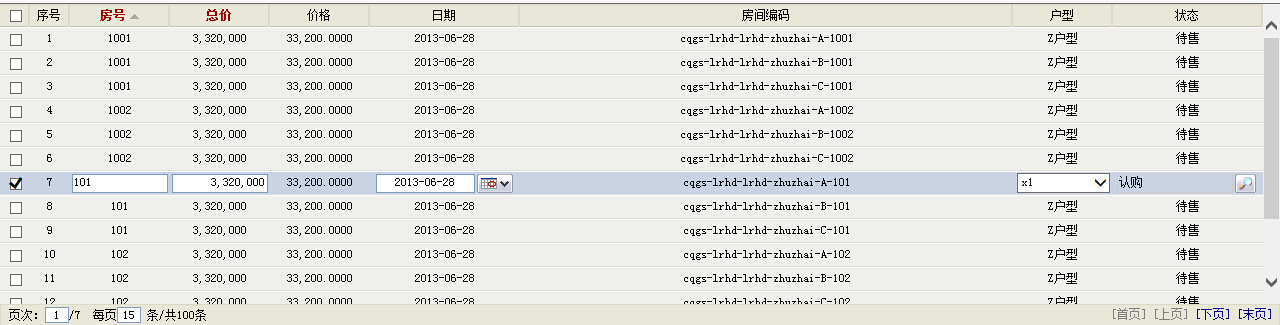 序号 房号 总价 价格 日期 房间编码 户型 状态
1 1001 3,320,000 33,200.0000 2013-06-28 cqgs-lrhd-lrhd-zhuzhai-A-1001 Z户型 待售
2 1001 3,320,000 33,200.0000 2013-06-28 cqgs-lrhd-lrhd-zhuzhai-B-1001 Z户型 待售
3 1001 3,320,000 33,200.0000 2013-06-28 cqgs-lrhd-lrhd-zhuzhai-C-1001 Z户型 待售
4 1002 3,320,000 33,200.0000 2013-06-28 cqgs-lrhd-lrhd-zhuzhai-A-1002 Z户型 待售
5 1002 3,320,000 33,200.0000 2013-06-28 cqgs-lrhd-lrhd-zhuzhai-B-1002 Z户型 待售
6 1002 3,320,000 33,200.0000 2013-06-28 cqgs-lrhd-lrhd-zhuzhai-C-1002 Z户型 待售
7 101 3,320,000 33,200.0000 2013-06-28 cqgs-lrhd-lrhd-zhuzhai-A-101 x1 认购
8 101 3,320,000 33,200.0000 2013-06-28 cqgs-lrhd-lrhd-zhuzhai-B-101 Z户型 待售
9 101 3,320,000 33,200.0000 2013-06-28 cqgs-lrhd-lrhd-zhuzhai-C-101 Z户型 待售
10 102 3,320,000 33,200.0000 2013-06-28 cqgs-lrhd-lrhd-zhuzhai-A-102 Z户型 待售
11 102 3,320,000 33,200.0000 2013-06-28 cqgs-lrhd-lrhd-zhuzhai-B-102 Z户型 待售
12 102 3,320,000 33,200.0000 2013-06-28 cqgs-lrhd-lrhd-zhuzhai-C-102 Z户型 待售
页次: 1 /7 每页 15 条/共100条 [首页] [上页] [下页] [末页]